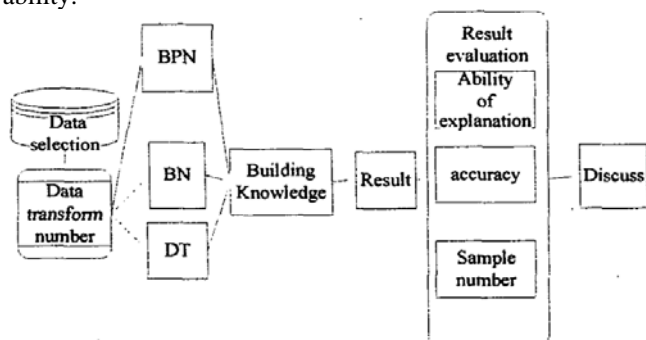 ability.
BPN
Data
selection
Data
transform
number
BN
DT
Building
Knowledge
Result
Result
evaluation
Ability
of
explanation
accuracy
Sample
number
Discuss